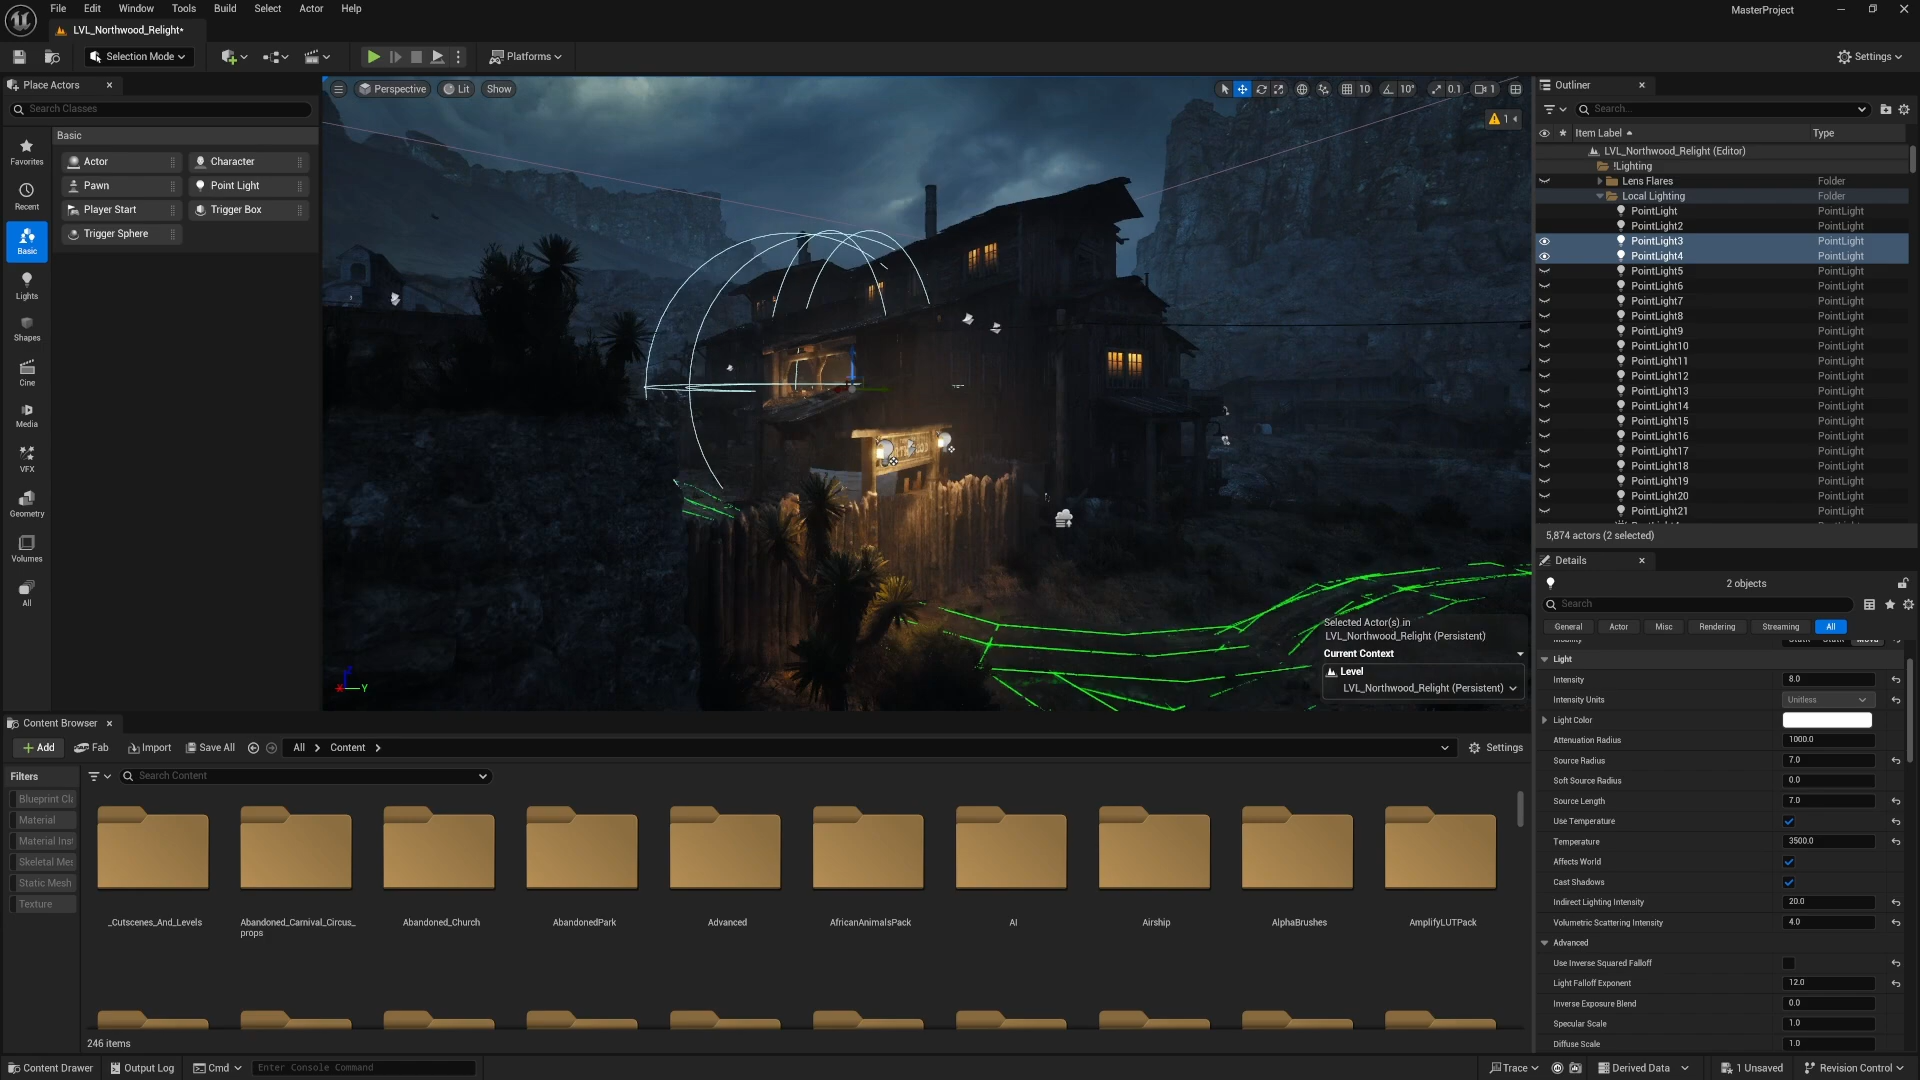 File Edit Window Tools Build Select Actor Help
MasterProject
LVL_Northwood_Relight*
Selection Mode
Platforms
Settings
Place Actors
Search Classes
Favorites
Recent
Basic
Lights
Shapes
Cine
Media
VFX
Geometry
Volumes
All
Basic
Actor Character
Pawn Point Light
Player Start Trigger Box
Trigger Sphere
Perspective Lit Show
10 10° 0.1 1
1
Y
Selected Actor(s) in
LVL_Northwood_Relight (Persistent)
Current Context
Level
LVL_Northwood_Relight (Persistent)
Outliner
Search...
Item Label Type
LVL_Northwood_Relight (Editor)
!Lighting
Lens Flares Folder
Local Lighting Folder
PointLight PointLight
PointLight2 PointLight
PointLight3 PointLight
PointLight4 PointLight
PointLight5 PointLight
PointLight6 PointLight
PointLight7 PointLight
PointLight8 PointLight
PointLight9 PointLight
PointLight10 PointLight
PointLight11 PointLight
PointLight12 PointLight
PointLight13 PointLight
PointLight14 PointLight
PointLight15 PointLight
PointLight16 PointLight
PointLight17 PointLight
PointLight18 PointLight
PointLight19 PointLight
PointLight20 PointLight
PointLight21 PointLight
5,874 actors (2 selected)
Details
2 objects
Search
General Actor Misc Rendering Streaming All
Light
Intensity 8.0
Intensity Units Unitless
Light Color
Attenuation Radius 1000.0
Source Radius 7.0
Soft Source Radius 0.0
Source Length 7.0
Use Temperature
Temperature 3500.0
Affects World
Cast Shadows
Indirect Lighting Intensity 20.0
Volumetric Scattering Intensity 4.0
Advanced
Use Inverse Squared Falloff
Light Falloff Exponent 12.0
Inverse Exposure Blend 0.0
Specular Scale 1.0
Diffuse Scale 1.0
Content Browser
Add Fab Import Save All All Content Settings
Filters
Search Content
Blueprint Cla
Material
Material Inst
Skeletal Mes
Static Mesh
Texture
_Cutscenes_And_Levels
Abandoned_Carnival_Circus_
props
Abandoned_Church
AbandonedPark
Advanced
AfricanAnimalsPack
AI
Airship
AlphaBrushes
AmplifyLUTPack
246 items
Content Drawer Output Log Cmd Enter Console Command
Trace Derived Data 1 Unsaved Revision Control